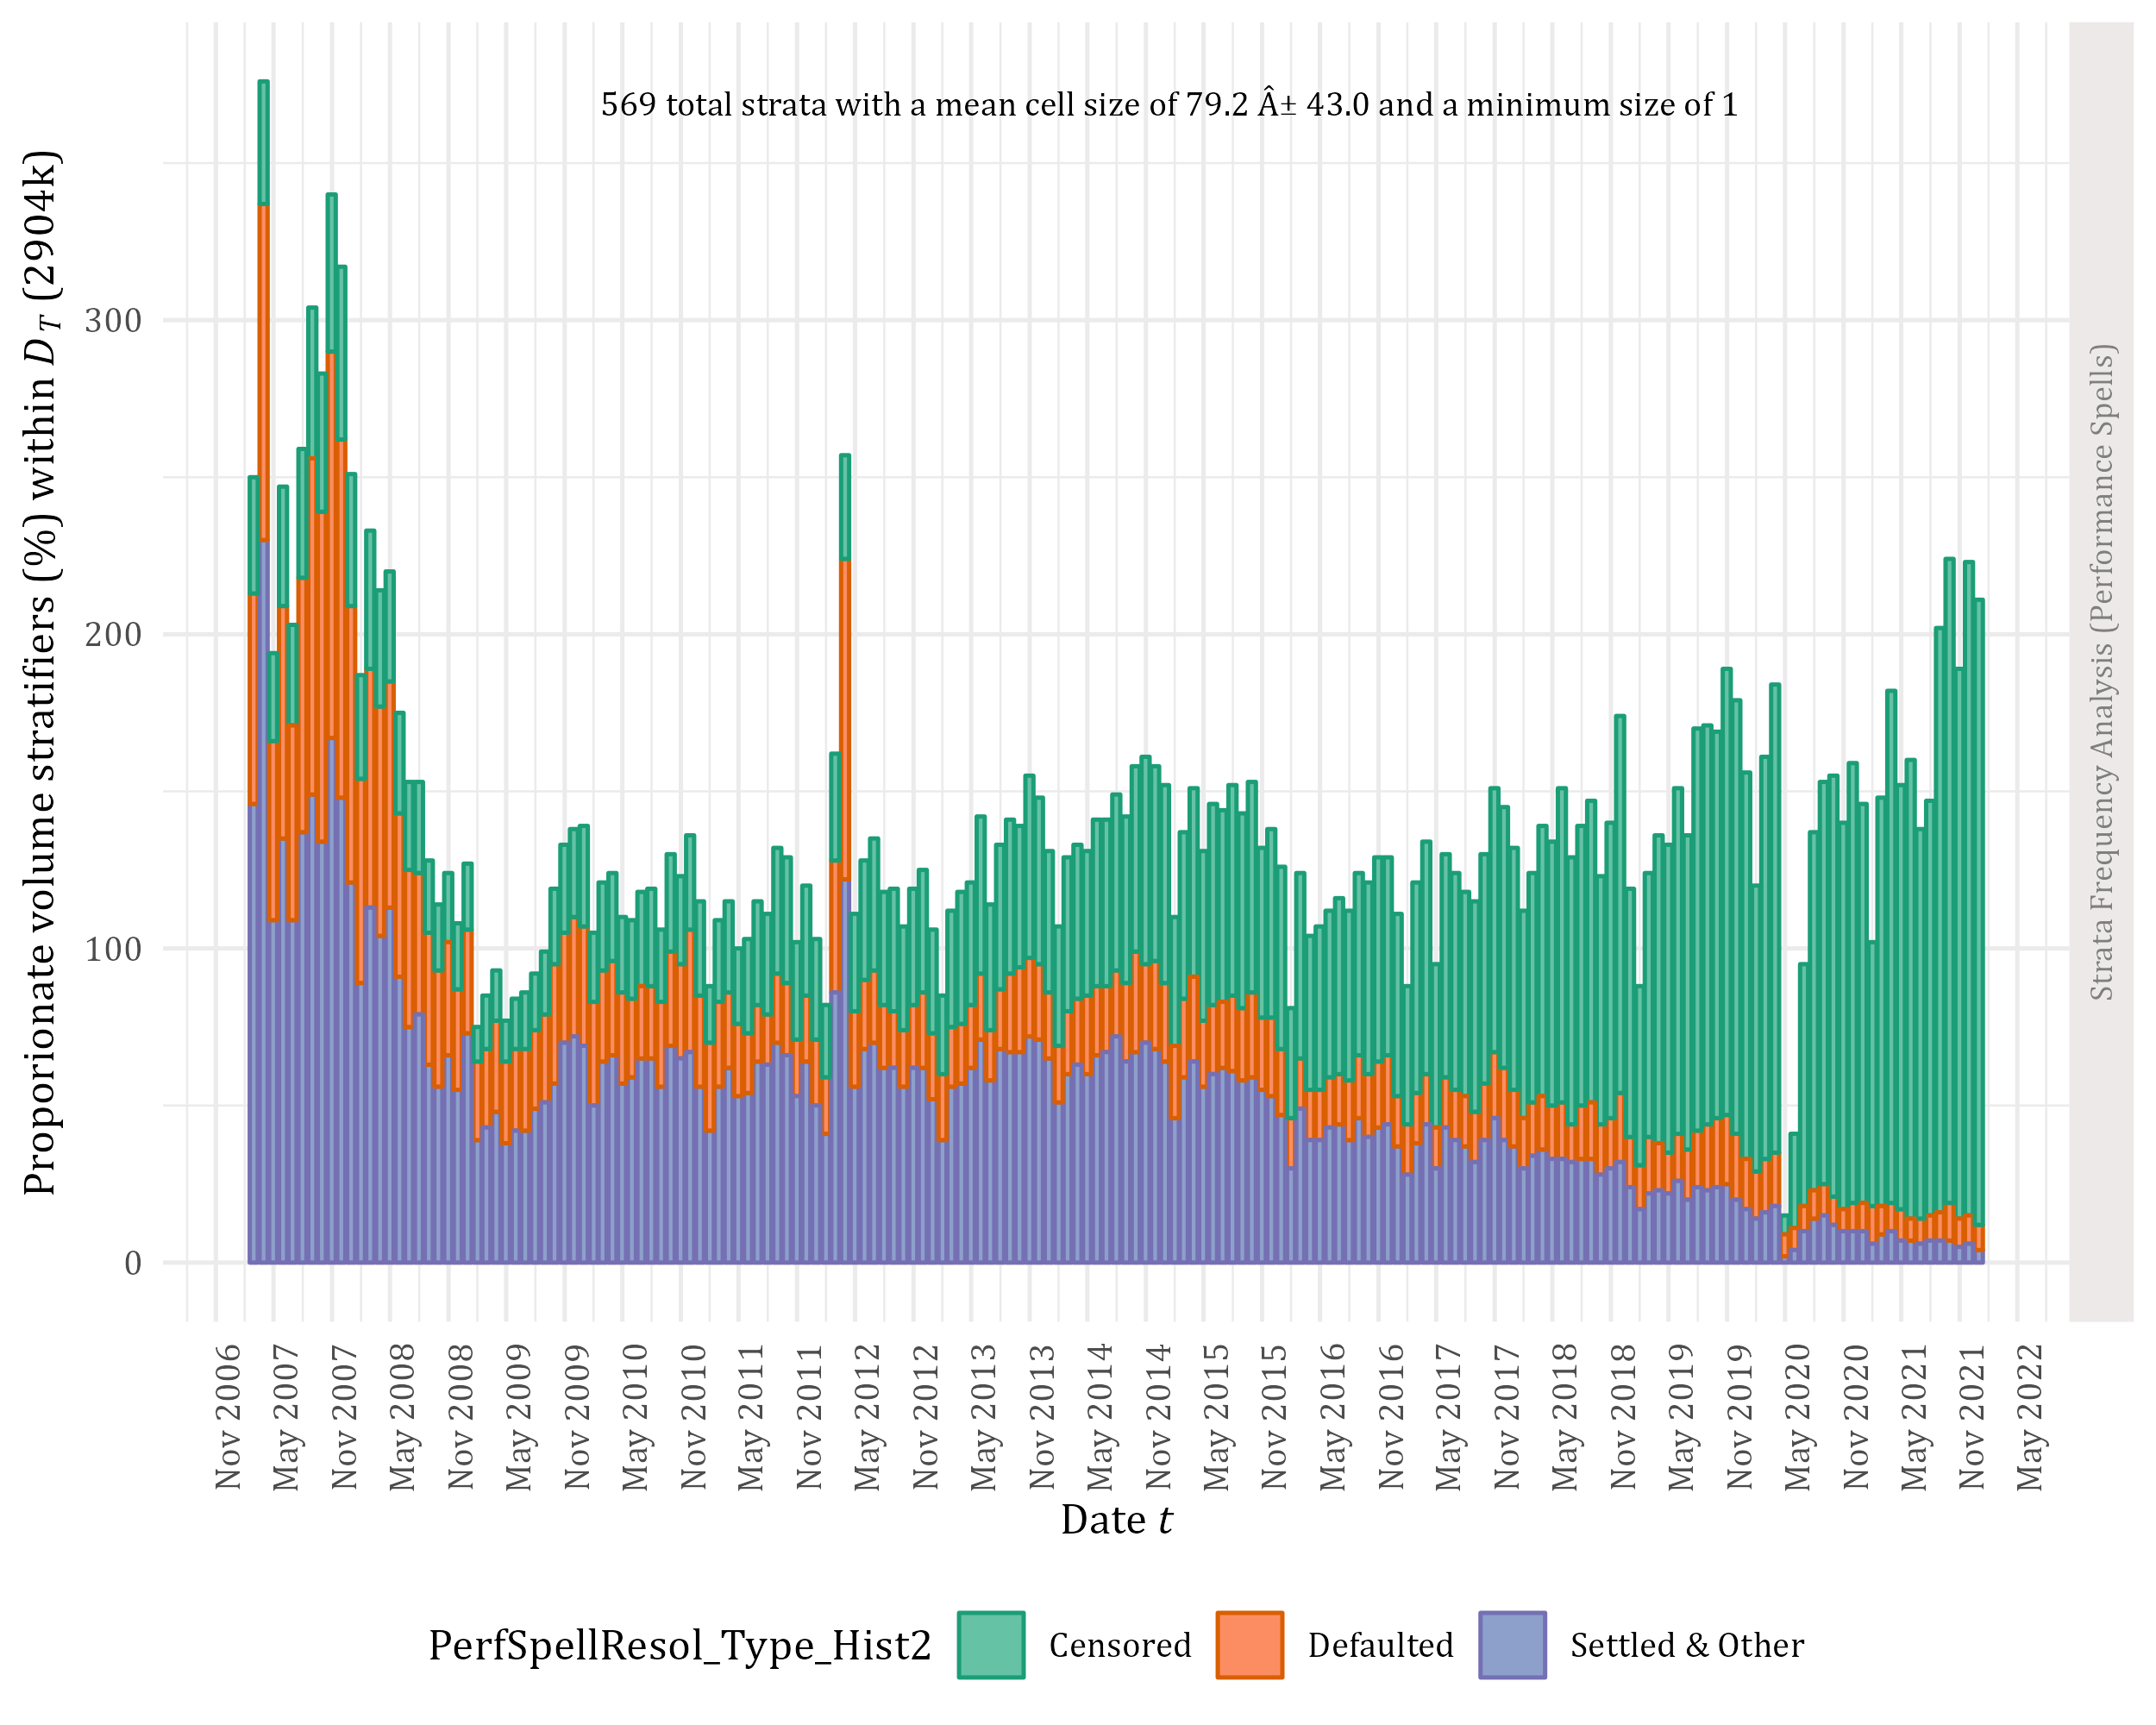 569 total strata with a mean cell size of 79.2 Â± 43.0 and a minimum size of 1
Proporionate volume stratifiers (%) within D T (2904k)
300
200
100
0
Strata Frequency Analysis (Performance Spells)
Nov 2006
May 2007
Nov 2007
May 2008
Nov 2008
May 2009
Nov 2009
May 2010
Nov 2010
May 2011
Nov 2011
May 2012
Nov 2012
May 2013
Nov 2013
May 2014
Nov 2014
May 2015
Nov 2015
May 2016
Nov 2016
May 2017
Nov 2017
May 2018
Nov 2018
May 2019
Nov 2019
May 2020
Nov 2020
May 2021
Nov 2021
May 2022
Date t
PerfSpellResol_Type_Hist2 Censored Defaulted Settled & Other